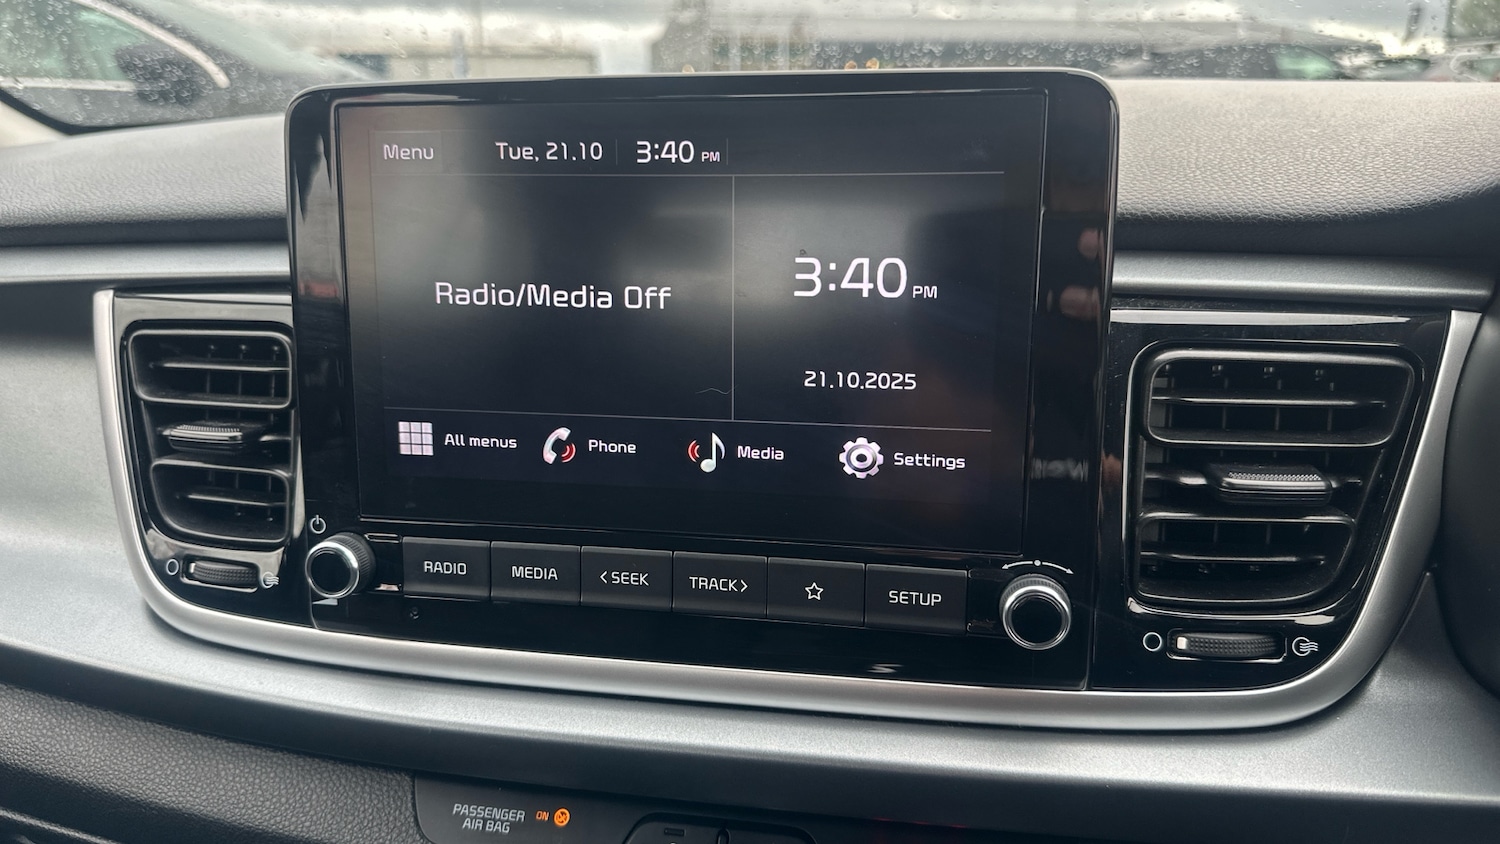 Menu
Tue, 21.10
3:40 PM
Radio/Media Off
3:40 PM
21.10.2025
All menus
Phone
Media
Settings
RADIO
MEDIA
<SEEK
TRACK>
SETUP
PASSENGER
AIR BAG
ON